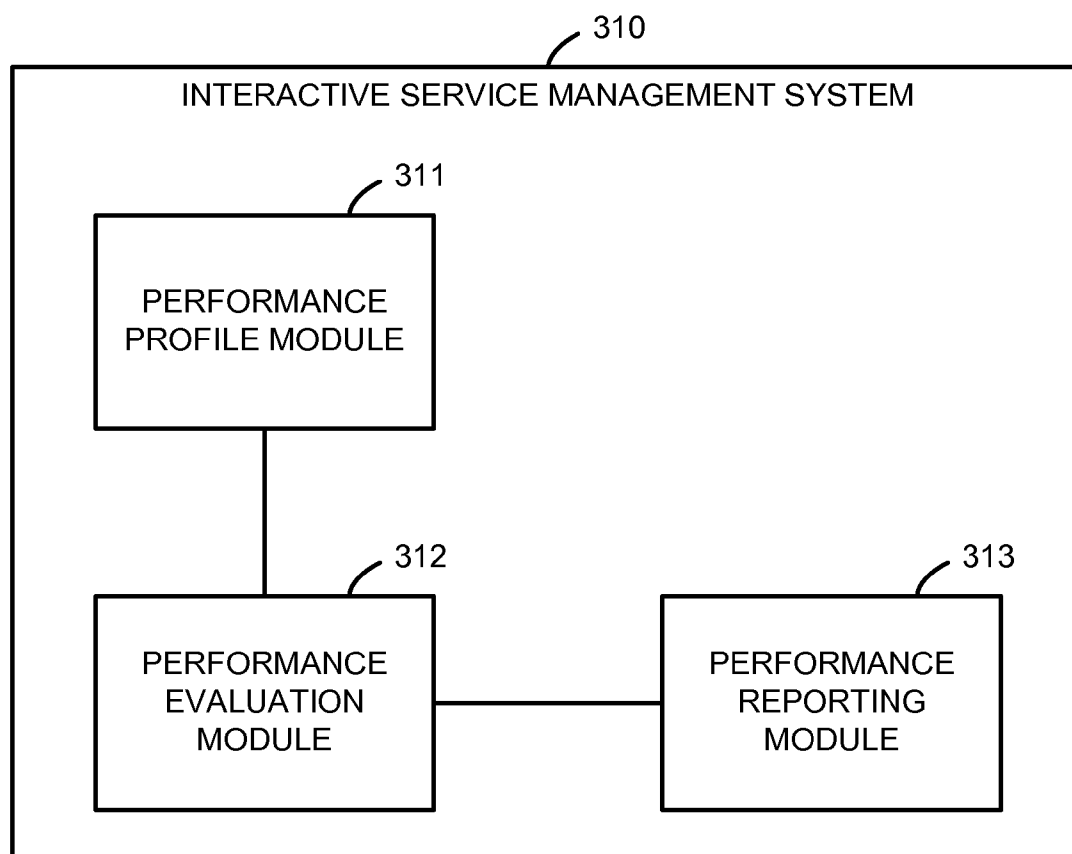 310
INTERACTIVE SERVICE MANAGEMENT SYSTEM
311
PERFORMANCE
PROFILE MODULE
312
PERFORMANCE
EVALUATION
MODULE
313
PERFORMANCE
REPORTING
MODULE